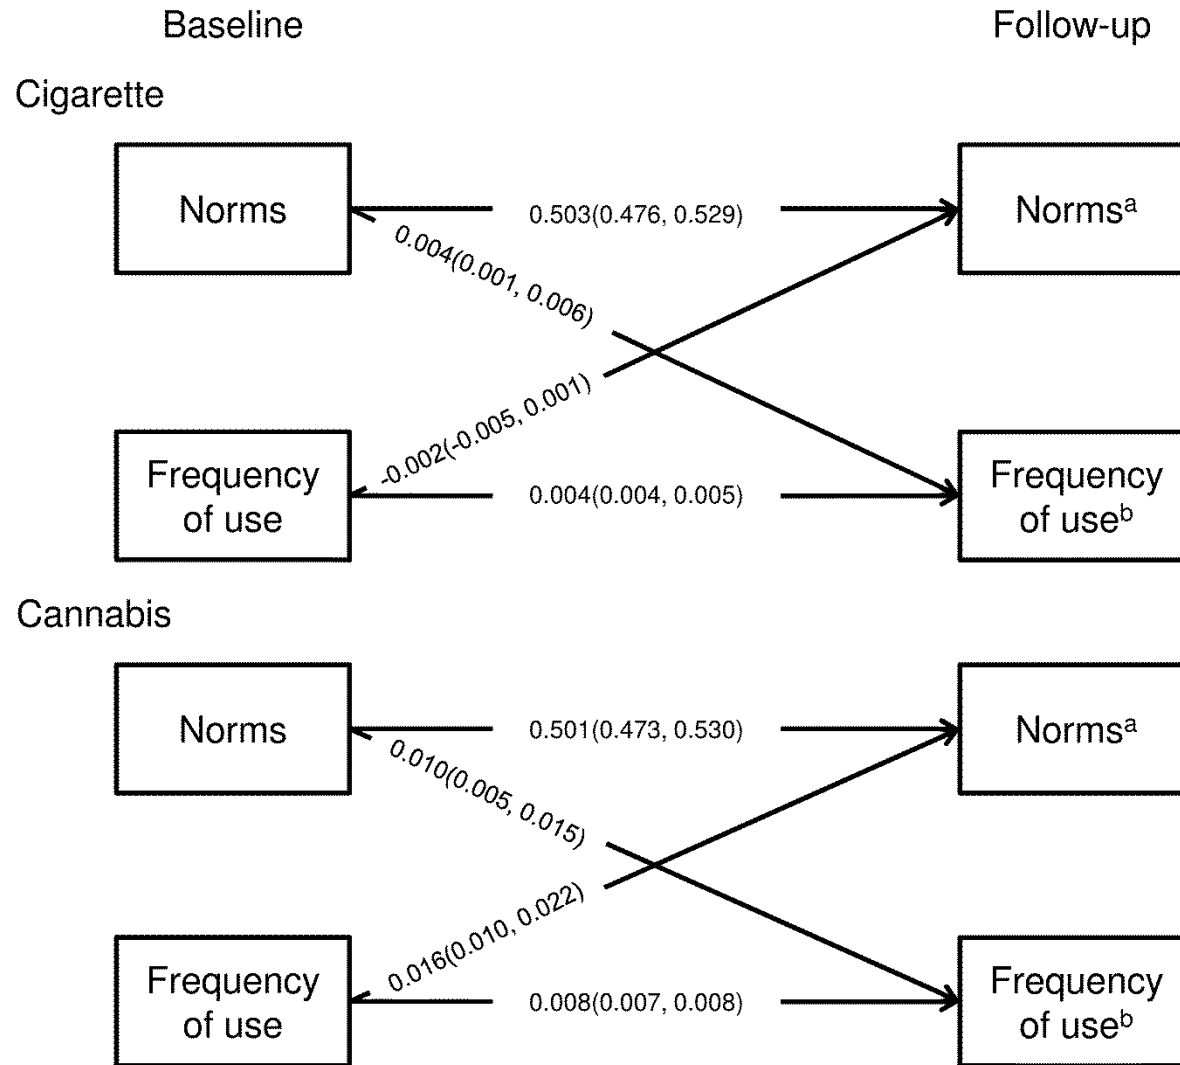 Baseline
Follow-up
Cigarette
Norms
0.503(0.476, 0.529)
Normsᵃ
0.004(0.001, 0.006)
-0.002(-0.005, 0.001)
Frequency
of use
0.004(0.004, 0.005)
Frequency
of useᵇ
Cannabis
Norms
0.501(0.473, 0.530)
Normsᵃ
0.010(0.005, 0.015)
0.016(0.010, 0.022)
Frequency
of use
0.008(0.007, 0.008)
Frequency
of useᵇ